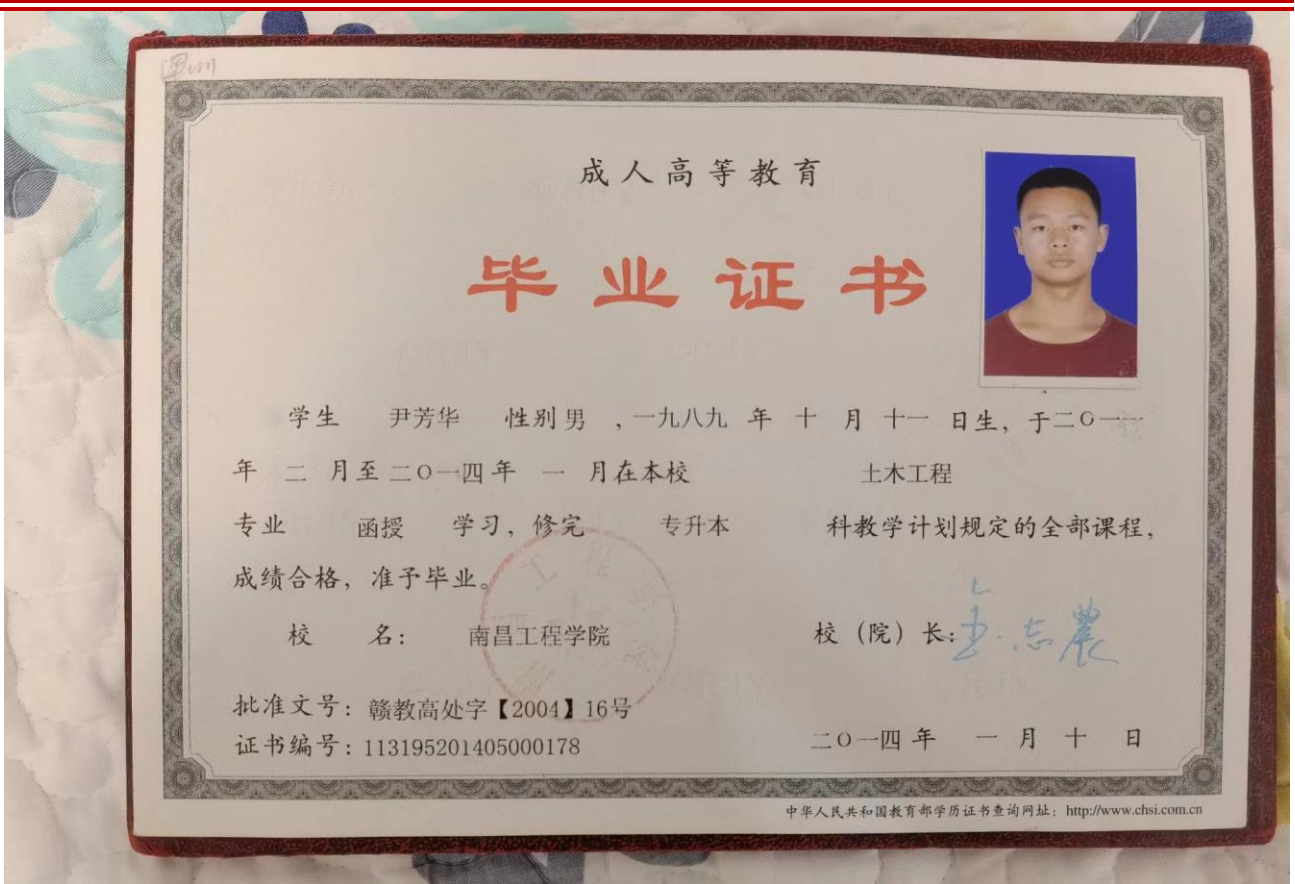 成人高等教育
毕业证书
学生 尹芳华 性别 男 ,一九八九 年 十 月 十一 日生, 于二○一一
年 二 月至 二○一四 年 一 月在本校 土木工程
专业 函授 学习, 修完 专升本 科教学计划规定的全部课程,
成绩合格, 准予毕业。
校 名: 南昌工程学院 校 (院) 长: 金志農
批准文号: 赣教高处字【2004】16号
证书编号: 113195201405000178 二○一四 年 一 月 十 日
中华人民共和国教育部学历证书查询网址: http://www.chsi.com.cn